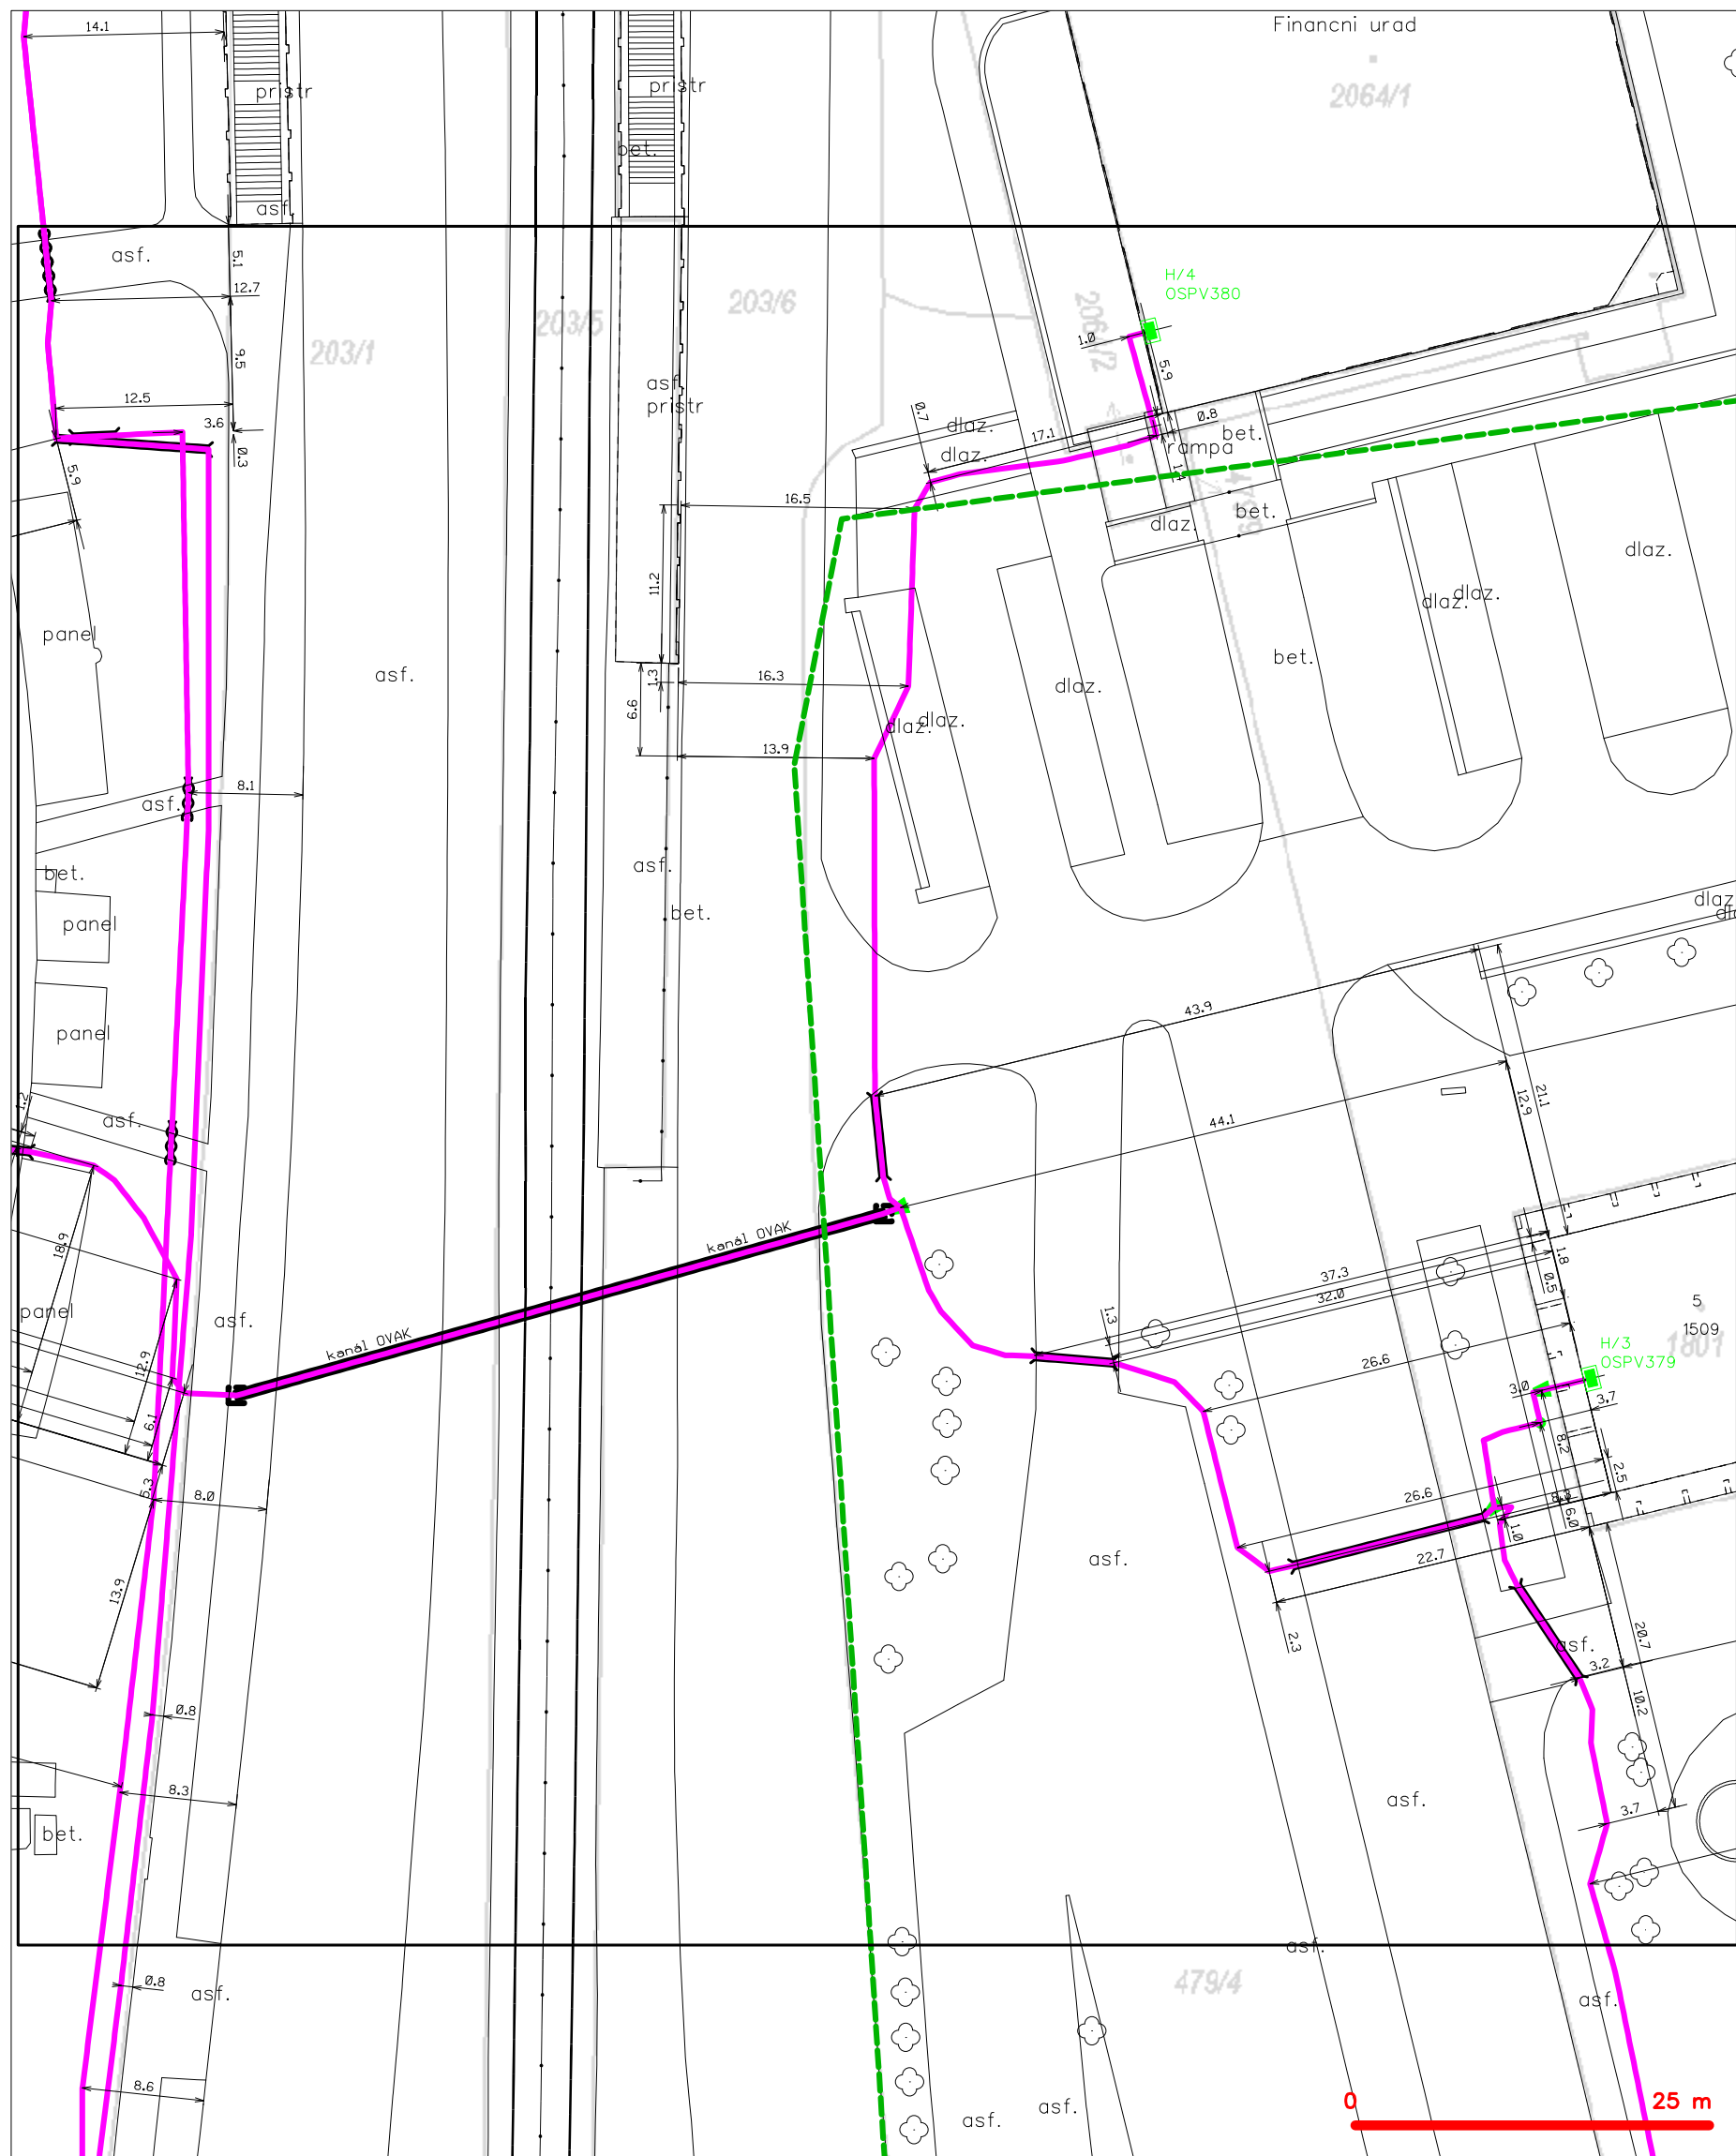 Financni urad
14.1
pristr
pristr
2064/1
bet.
asf.
asf.
5.1
12.7
H/4
OSPV380
203/6
203/5
203/1
2064/2
1.0
9.5
5.9
asf.
pristr
12.5
3.6
0.7
dlaz.
0.8
17.1
bet.
rampa
0.3
dlaz.
1.4
5.9
16.5
bet.
dlaz.
dlaz.
11.2
dlaz.
dlaz.
panel
bet.
asf.
1.3
16.3
dlaz.
6.6
dlaz.
dlaz.
13.9
8.1
asf.
asf.
bet.
dlaz.
bet.
panel
43.9
panel
21.1
12.9
1.2
asf.
44.1
kanál OVAK
18.9
1.8
37.3
0.5
32.0
5
1509
panel
asf.
1.3
kanál OVAK
H/3
OSPV379
1801
12.9
26.6
3.0
3.7
6.1
8.2
2.5
5.3
8.0
26.6
6.0
1.0
22.7
asf.
13.9
2.3
20.7
asf.
3.2
0.8
10.2
8.3
asf.
3.7
bet.
asf.
0.8
asf.
479/4
asf.
8.6
asf.
asf.
0
25 m